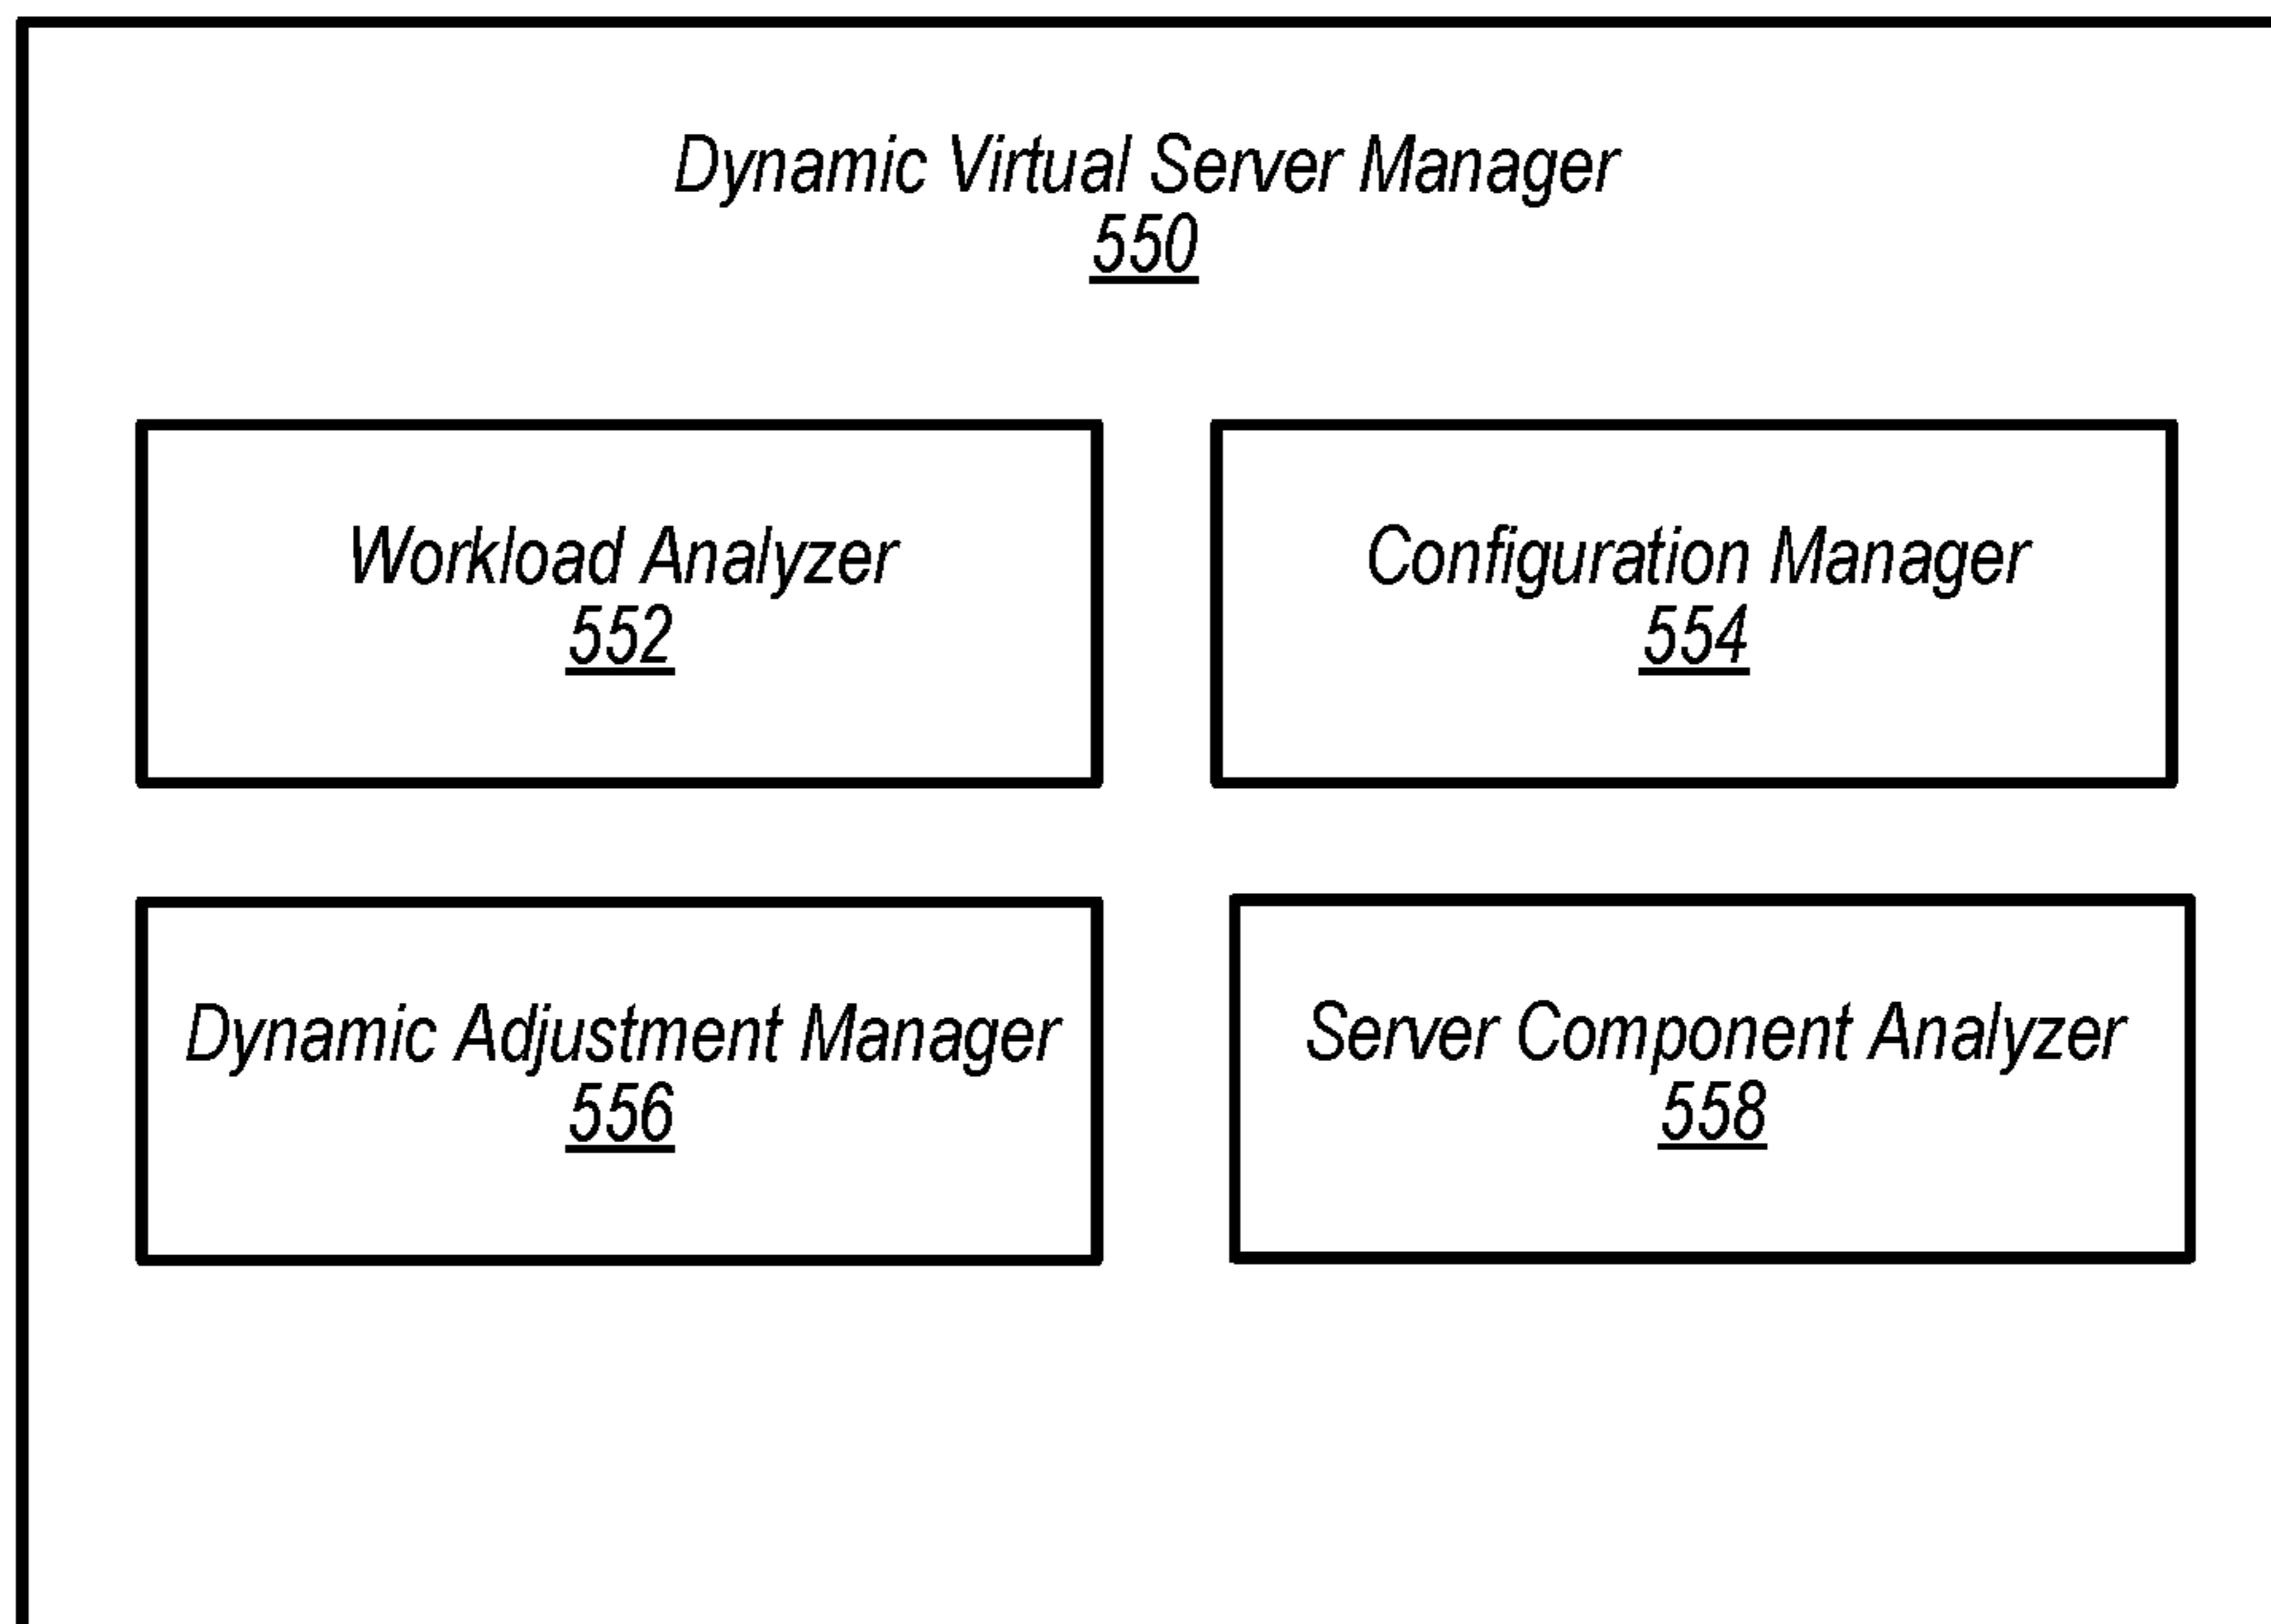 Dynamic Virtual Server Manager
550
Workload Analyzer
552
Configuration Manager
554
Dynamic Adjustment Manager
556
Server Component Analyzer
558